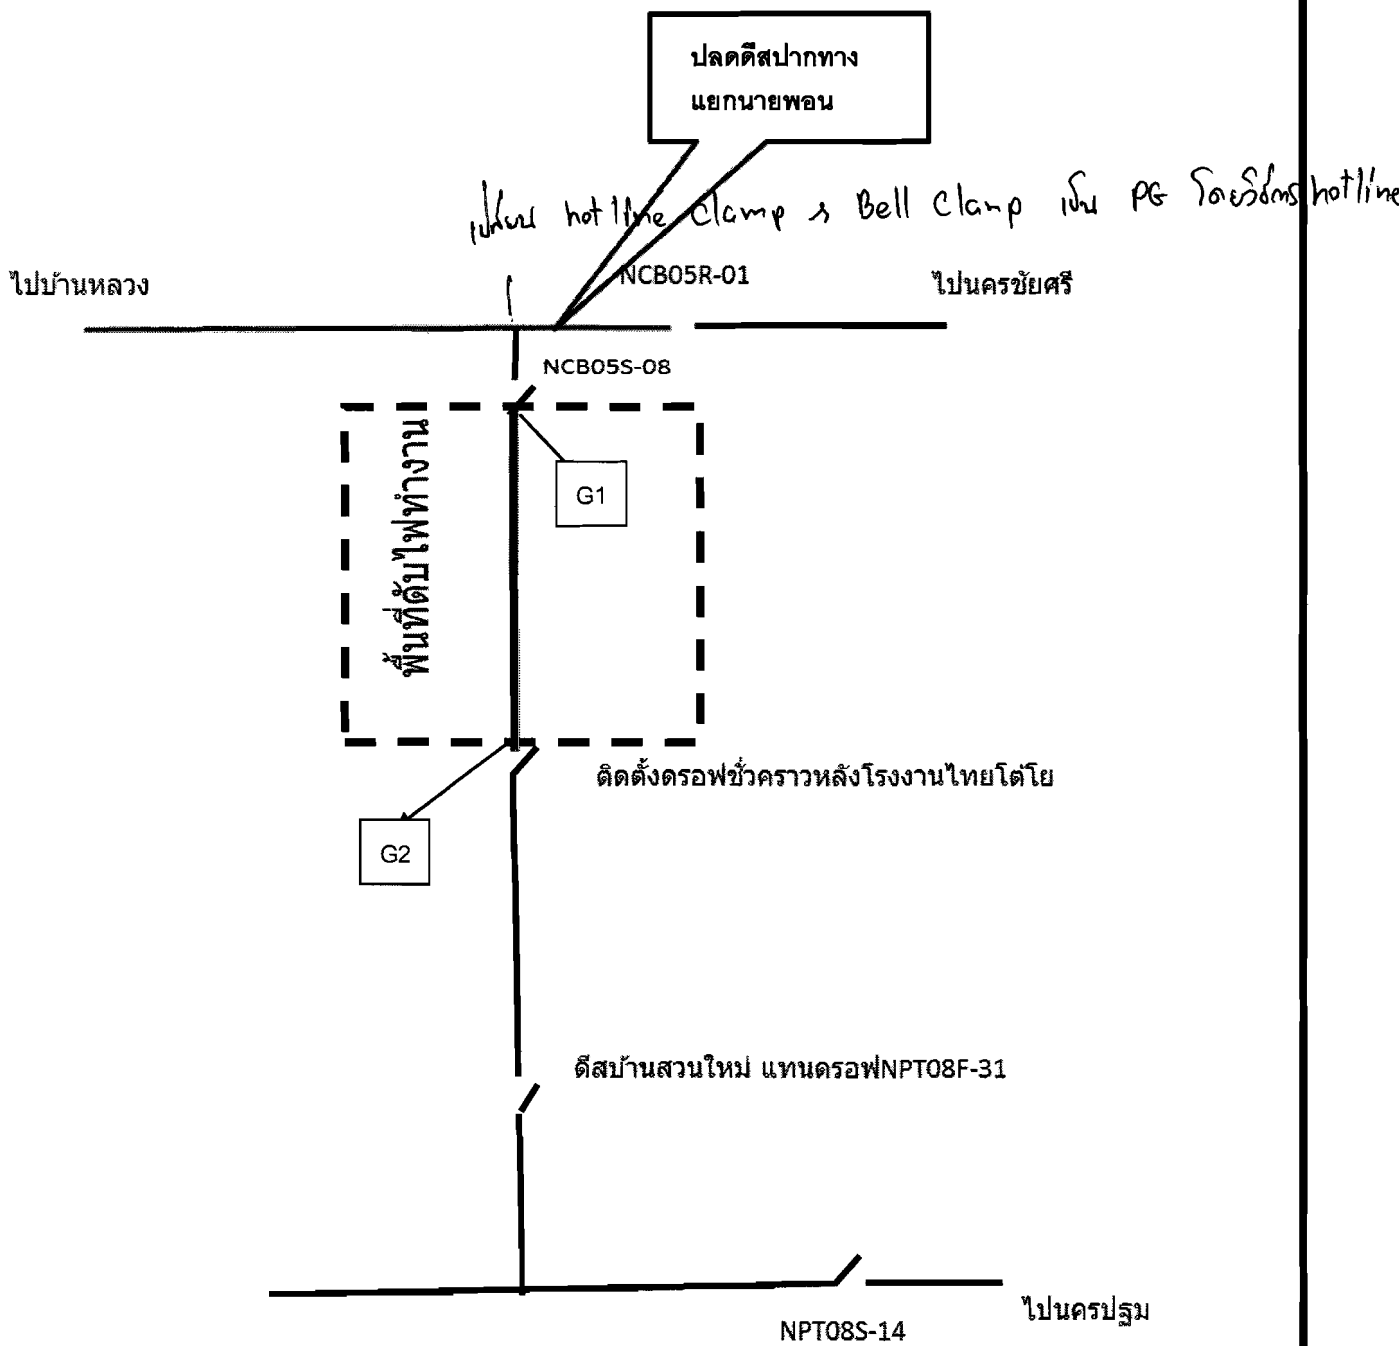 ปลดดีสปากทาง
แยกนายพอน
เปลี่ยน hotline Clamp & Bell Clamp เป็น PG โดยวิธีการ hotline
ไปบ้านหลวง
NCB05R-01
ไปนครชัยศรี
NCB05S-08
พื้นที่ดับไฟทำงาน
G1
ติดตั้งดรอฟชั่วคราวหลังโรงงานไทยโตโย
G2
ดีสบ้านสวนใหม่ แทนดรอฟNPT08F-31
ไปนครปฐม
NPT08S-14